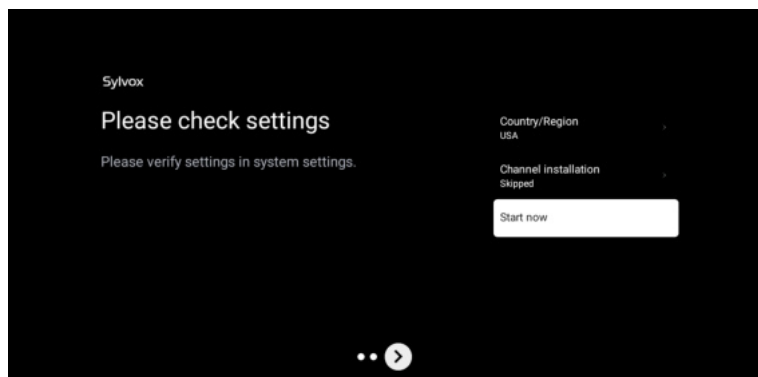 Sylvox
Please check settings
Please verify settings in system settings.
Country/Region
USA
Channel installation
Skipped
Start now